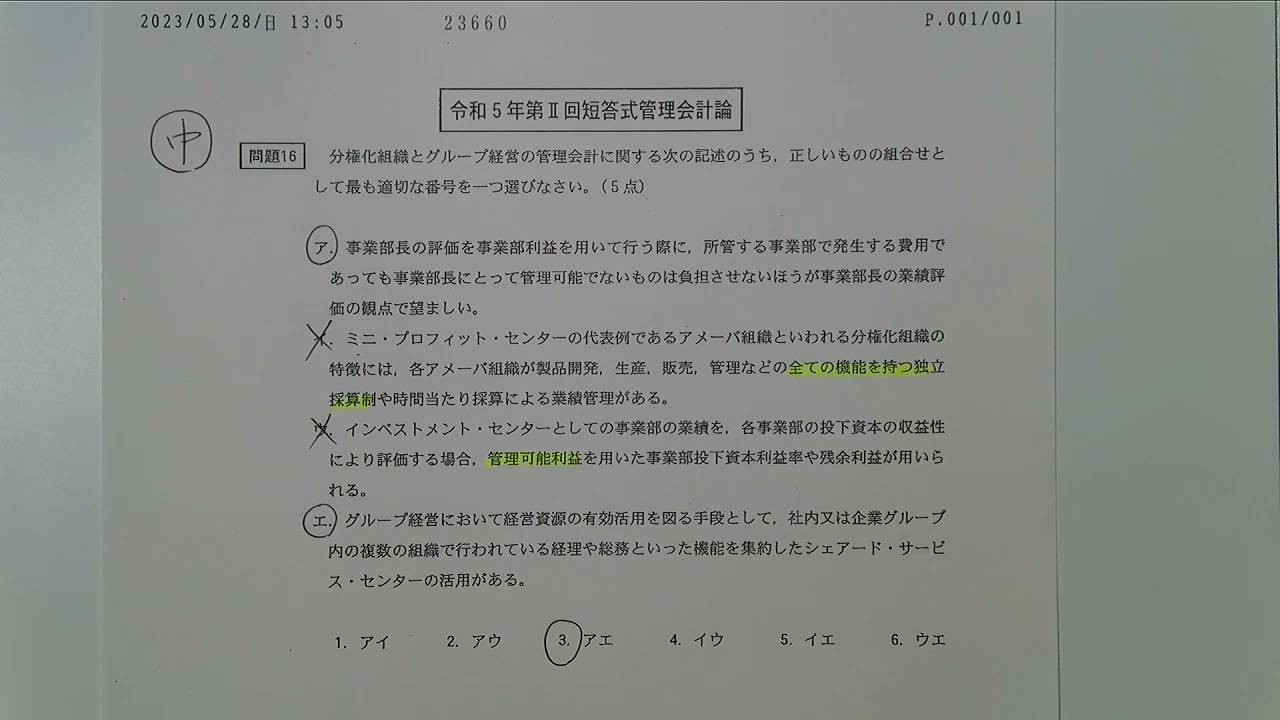 2023/05/28/日 13:05 23660 P.001/001
令和5年第Ⅱ回短答式管理会計論
中
問題16 分権化組織とグループ経営の管理会計に関する次の記述のうち，正しいものの組合せと
して最も適切な番号を一つ選びなさい。（5点）
ア．事業部長の評価を事業部利益を用いて行う際に，所管する事業部で発生する費用で
あっても事業部長にとって管理可能でないものは負担させないほうが事業部長の業績評
価の観点で望ましい。
イ．ミニ・プロフィット・センターの代表例であるアメーバ組織といわれる分権化組織の
特徴には，各アメーバ組織が製品開発，生産，販売，管理などの全ての機能を持つ独立
採算制や時間当たり採算による業績管理がある。
ウ．インベストメント・センターとしての事業部の業績を，各事業部の投下資本の収益性
により評価する場合，管理可能利益を用いた事業部投下資本利益率や残余利益が用いら
れる。
エ．グループ経営において経営資源の有効活用を図る手段として，社内又は企業グループ
内の複数の組織で行われている経理や総務といった機能を集約したシェアード・サービ
ス・センターの活用がある。
1. アイ 2. アウ 3. アエ 4. イウ 5. イエ 6. ウエ